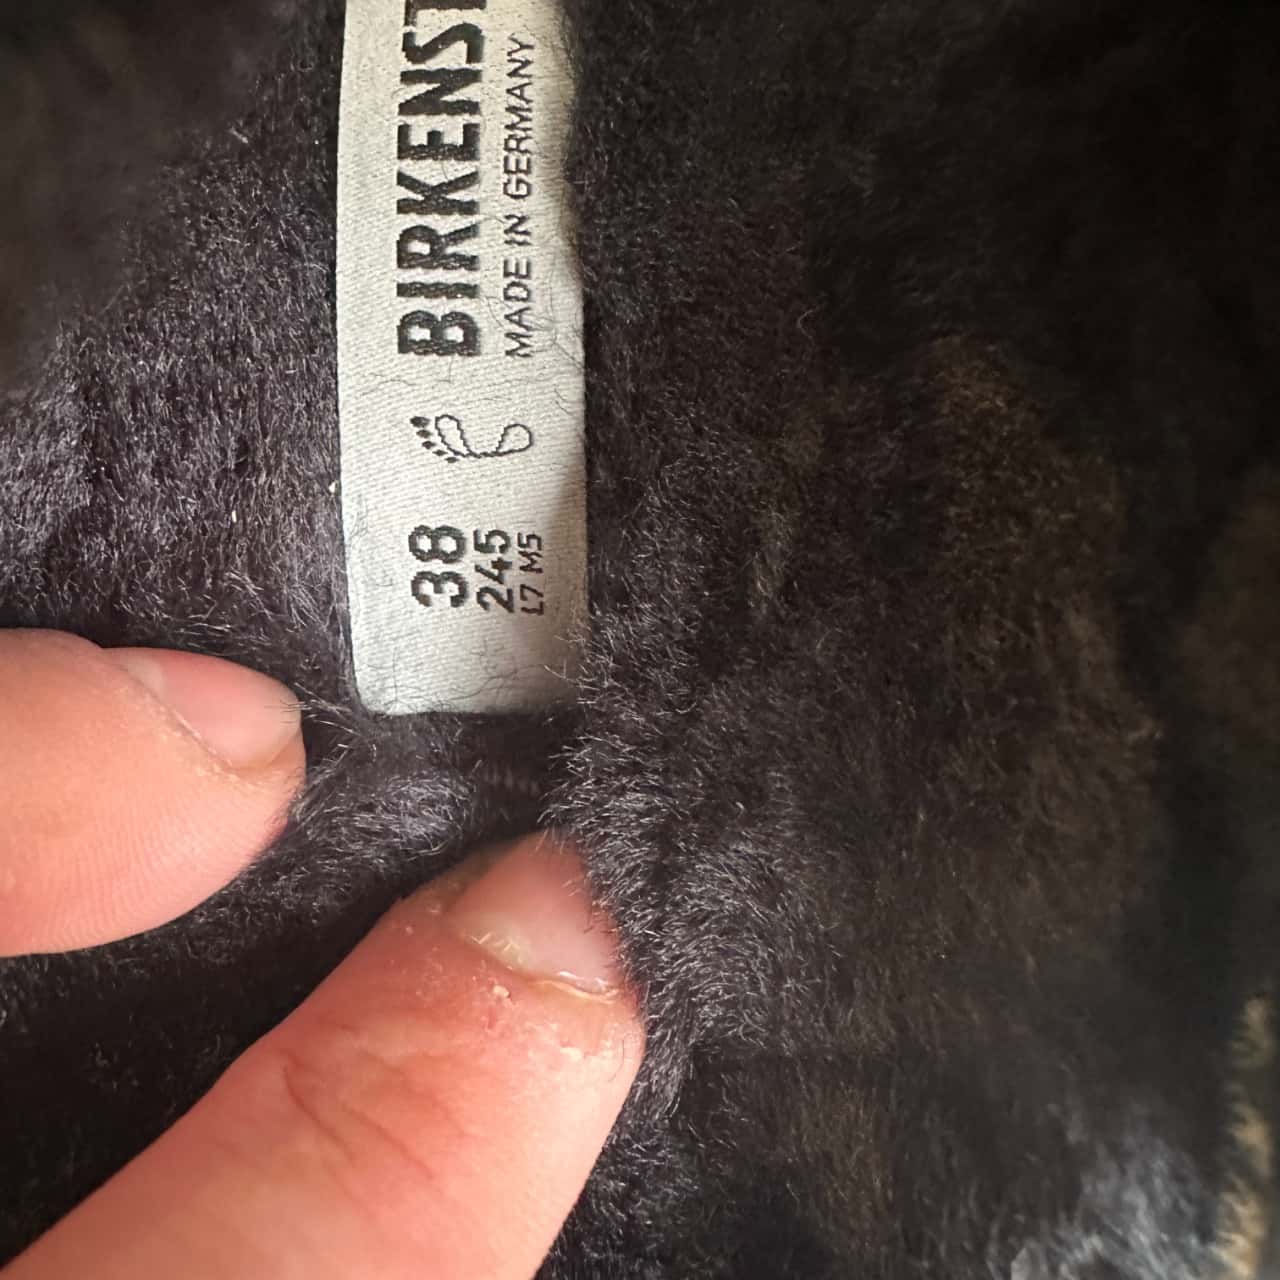 BIRKENST
MADE IN GERMANY
38
245
L7 M5